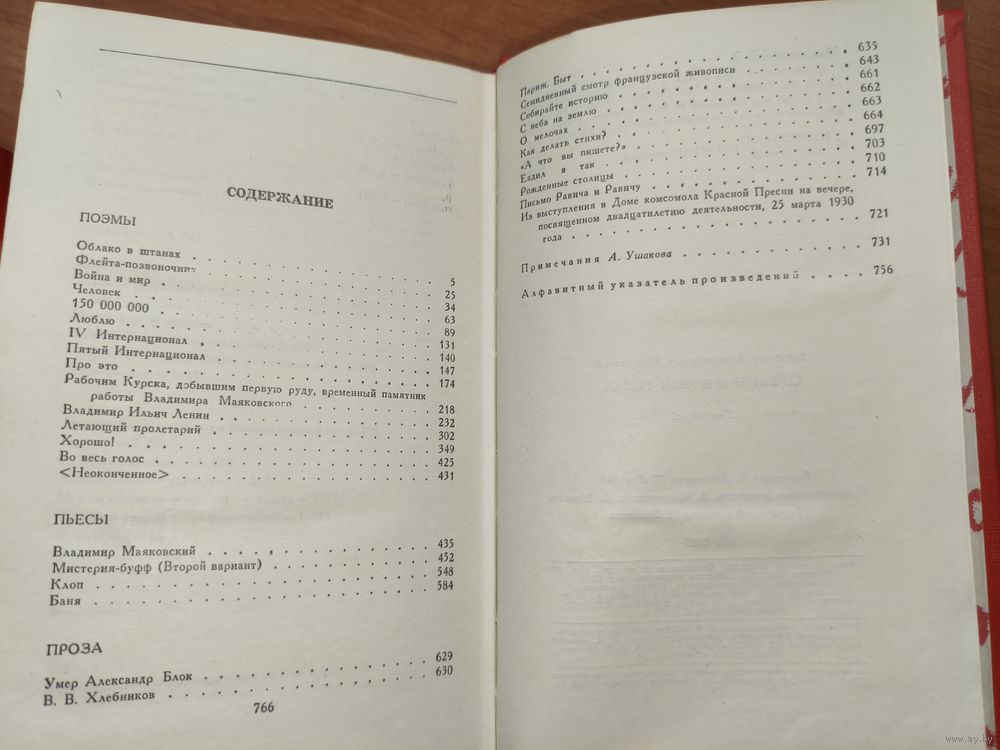 СОДЕРЖАНИЕ
ПОЭМЫ
Облако в штанах . . . . . . . . . . 5
Флейта-позвоночник . . . . . . . . . . 25
Война и мир . . . . . . . . . . 34
Человек . . . . . . . . . . 63
150 000 000 . . . . . . . . . . 89
Люблю . . . . . . . . . . 131
IV Интернационал . . . . . . . . . . 140
Пятый Интернационал . . . . . . . . . . 147
Про это . . . . . . . . . . 174
Рабочим Курска, добывшим первую руду, временный памятник
работы Владимира Маяковского . . . . . . . . . . 218
Владимир Ильич Ленин . . . . . . . . . . 232
Летающий пролетарий . . . . . . . . . . 302
Хорошо! . . . . . . . . . . 349
Во весь голос . . . . . . . . . . 425
<Неоконченное> . . . . . . . . . . 431
ПЬЕСЫ
Владимир Маяковский . . . . . . . . . . 435
Мистерия-буфф (Второй вариант) . . . . . . . . . . 452
Клоп . . . . . . . . . . 548
Баня . . . . . . . . . . 584
ПРОЗА
Умер Александр Блок . . . . . . . . . . 629
В. В. Хлебников . . . . . . . . . . 630
766
Париж. Быт . . . . . . . . . . 635
Семидневный смотр французской живописи . . . . . 643
Собирайте историю . . . . . . . . . . 661
С неба на землю . . . . . . . . . . 662
О мелочах . . . . . . . . . . 663
Как делать стихи? . . . . . . . . . . 664
«А что вы пишете?» . . . . . . . . . . 697
Ездил я так . . . . . . . . . . 703
Рожденные столицы . . . . . . . . . . 710
Письмо Равича и Равичу . . . . . . . . . . 714
Из выступления в Доме комсомола Красной Пресни на вечере,
посвященном двадцатилетию деятельности, 25 марта 1930
года . . . . . . . . . . 721
Примечания А. Ушакова . . . . . . . . . . 731
Алфавитный указатель произведений . . . . 756
www.ay.by